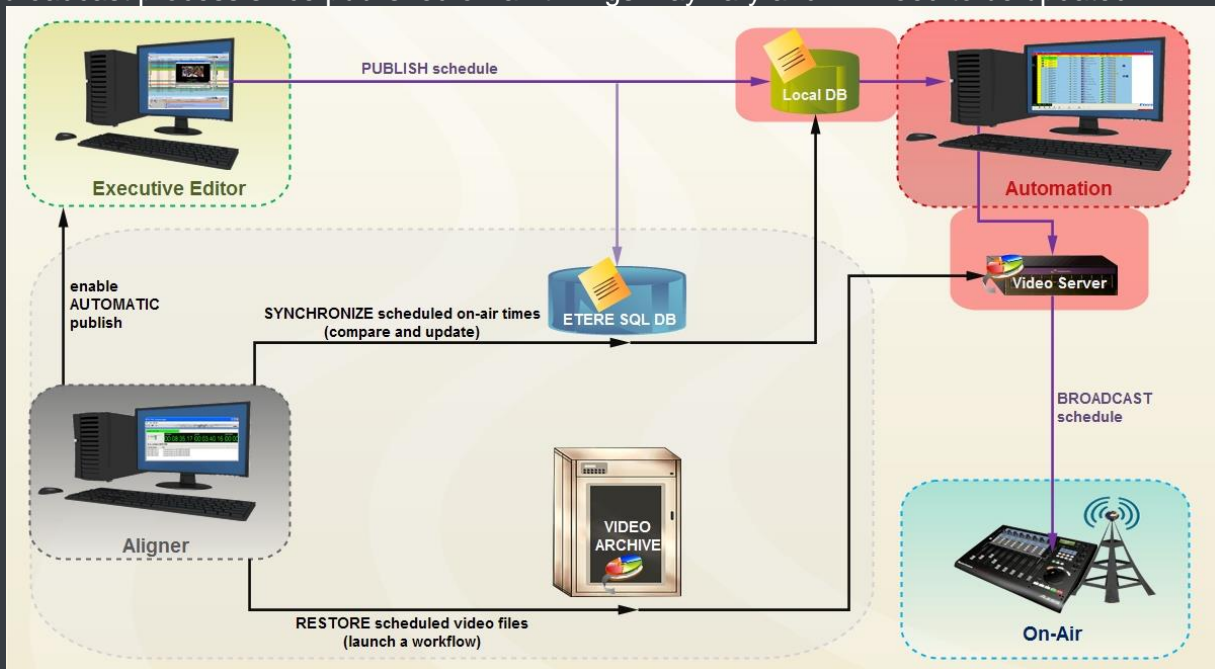 PUBLISH schedule
Local DB
Executive Editor
Automation
enable
AUTOMATIC
publish
SYNCHRONIZE scheduled on-air times
(compare and update)
ETERE SQL DB
Video Server
BROADCAST
schedule
Aligner
VIDEO
ARCHIVE
RESTORE scheduled video files
(launch a workflow)
On-Air